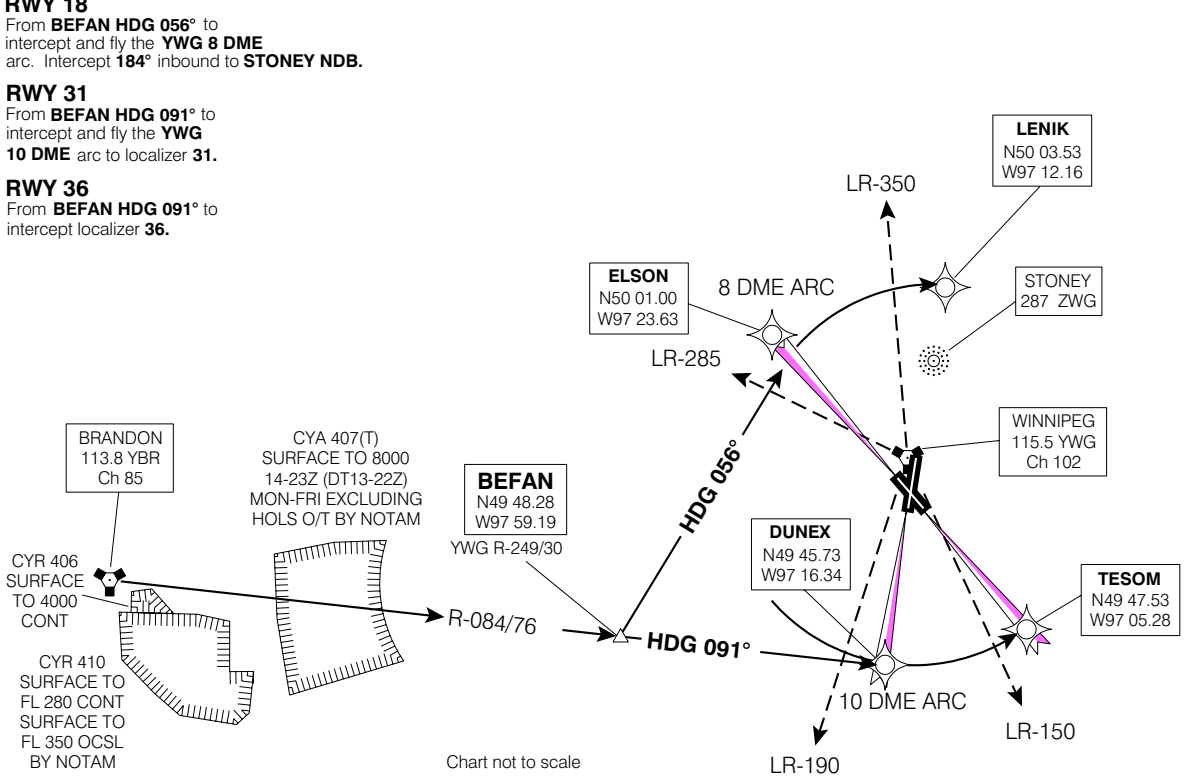 RWY 18
From BEFAN HDG 056° to
intercept and fly the YWG 8 DME
arc. Intercept 184° inbound to STONEY NDB.
RWY 31
From BEFAN HDG 091° to
intercept and fly the YWG
10 DME arc to localizer 31.
RWY 36
From BEFAN HDG 091° to
intercept localizer 36.
LENIK
N50 03.53
W97 12.16
LR-350
ELSON
N50 01.00
W97 23.63
8 DME ARC
STONEY
287 ZWG
LR-285
BRANDON
113.8 YBR
Ch 85
CYA 407(T)
SURFACE TO 8000
14-23Z (DT13-22Z)
MON-FRI EXCLUDING
HOLS O/T BY NOTAM
BEFAN
N49 48.28
W97 59.19
YWG R-249/30
HDG 056°
WINNIPEG
115.5 YWG
Ch 102
DUNEX
N49 45.73
W97 16.34
TESOM
N49 47.53
W97 05.28
CYR 406
SURFACE
TO 4000
CONT
R-084/76
HDG 091°
CYR 410
SURFACE TO
FL 280 CONT
SURFACE TO
FL 350 OCSL
BY NOTAM
10 DME ARC
LR-150
LR-190
Chart not to scale